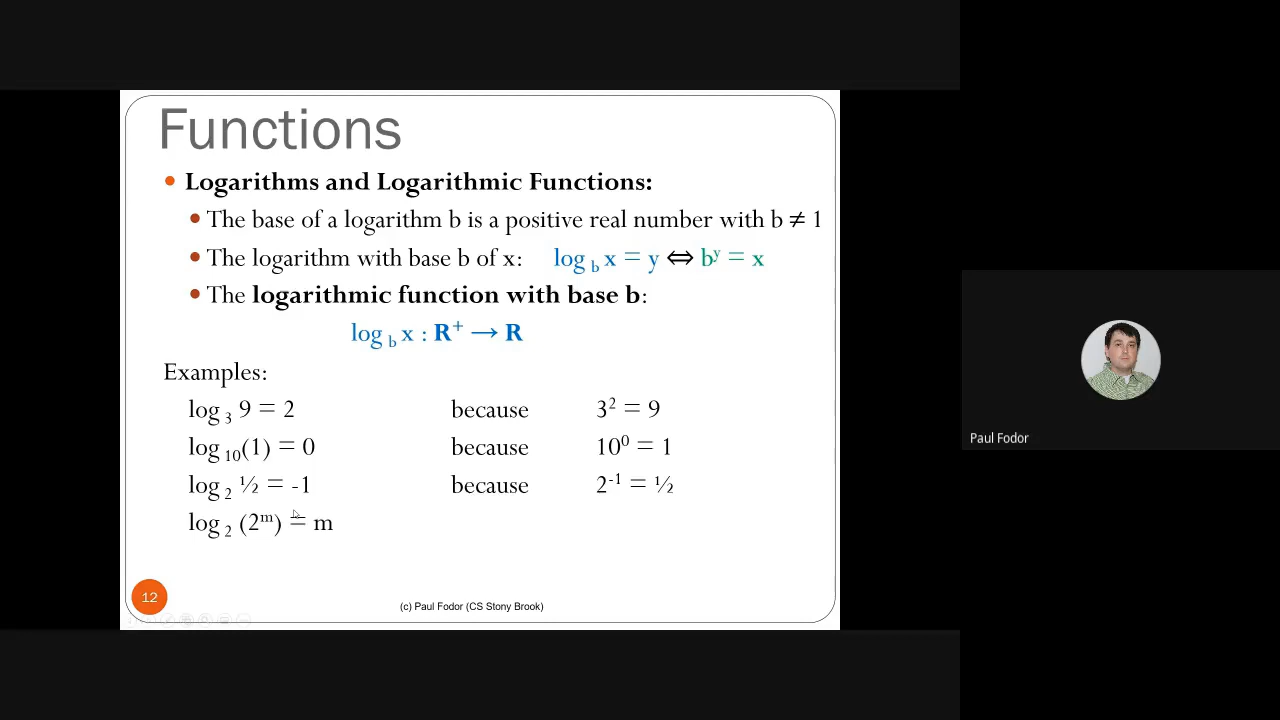 Functions
Logarithms and Logarithmic Functions:
The base of a logarithm b is a positive real number with b ≠ 1
The logarithm with base b of x: log b x = y ⇔ bʸ = x
The logarithmic function with base b:
log b x : R⁺ → R
Examples:
log ₃ 9 = 2 because 3² = 9
log ₁₀(1) = 0 because 10⁰ = 1
log ₂ ½ = -1 because 2⁻¹ = ½
log ₂ (2ᵐ) = m
12
(c) Paul Fodor (CS Stony Brook)
Paul Fodor